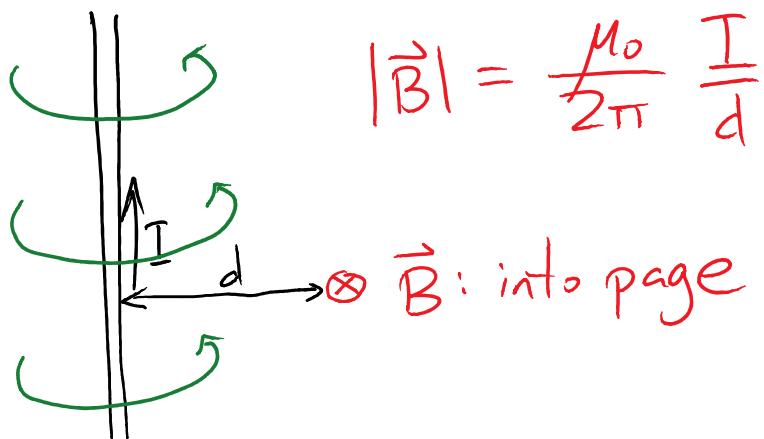 |B⃗| = μ₀/2π I/d
I
d
⊗ B⃗: into page